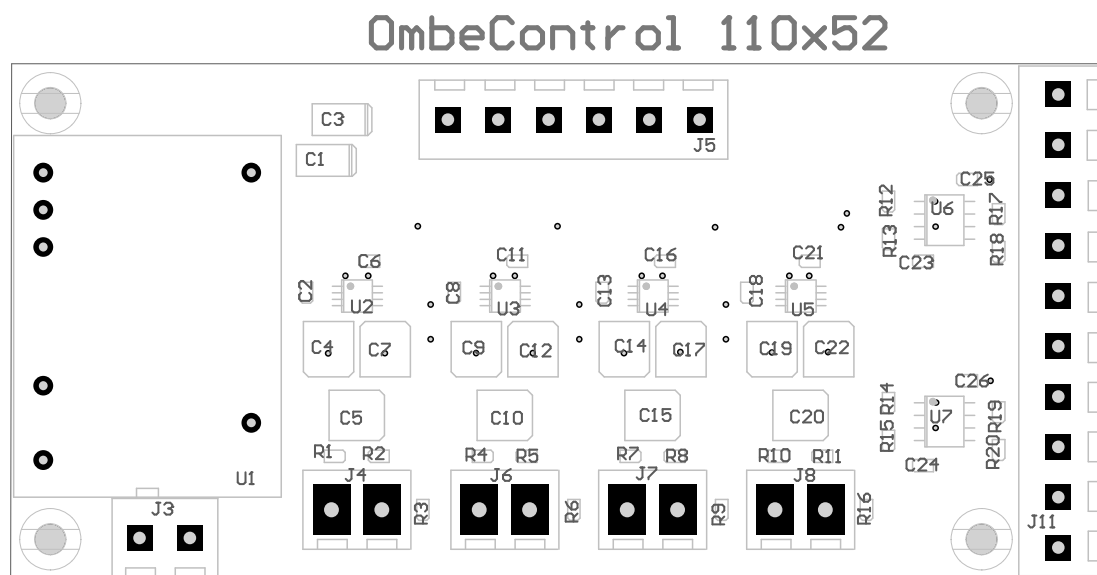 OmbeControl 110x52
C3
J5
C1
C25
R12 U6 R17
R13 R18
C6 C11 C16 C21 C23
C2 C8 C13 C18
U2 U3 U4 U5
C4 C7 C9 C12 C14 C17 C19 C22
C26
R14
C5 C10 C15 C20 U7 R19
R15 R20
R1 R2 R4 R5 R7 R8 R10 R11 C24
U1 J4 J6 J7 J8
J3 R3 R6 R9 R16 J11